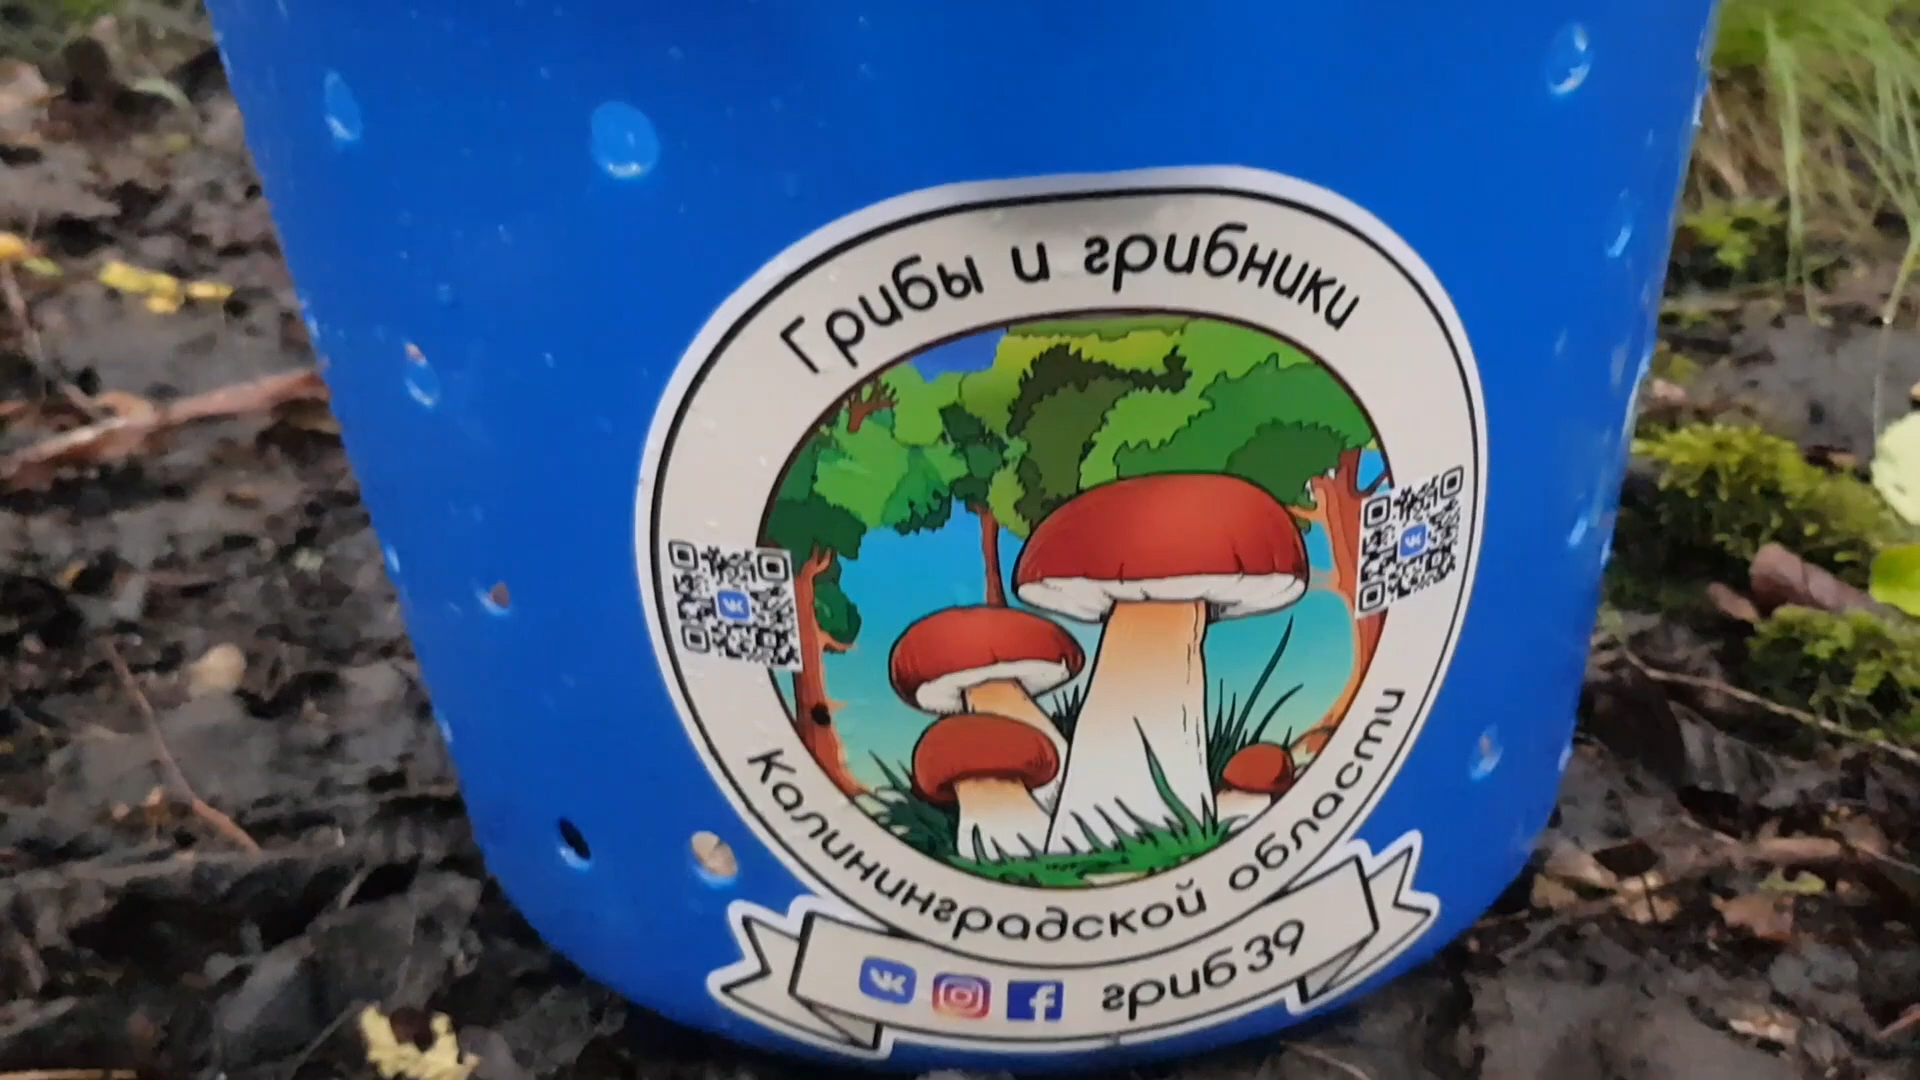 Грибы и грибники
Калининградской области
гриб39